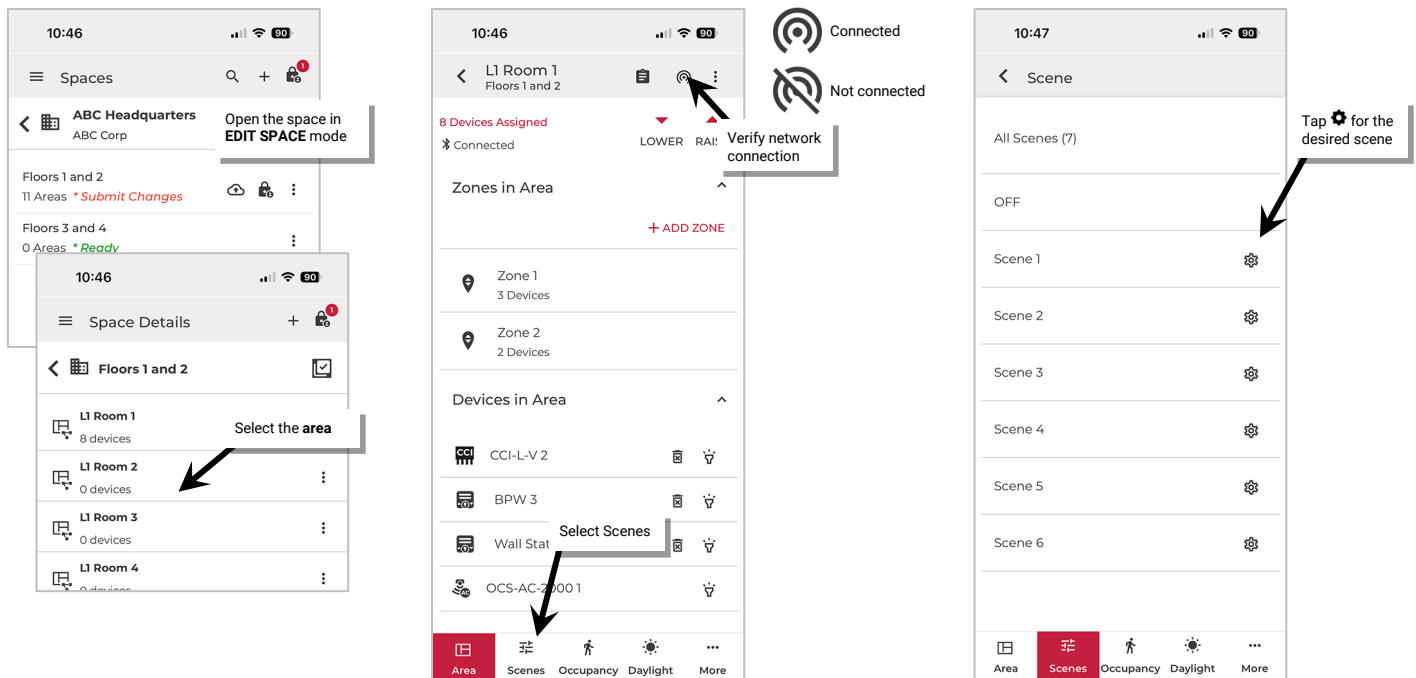 10:46
90
Spaces
1
ABC Headquarters
ABC Corp
Open the space in
EDIT SPACE mode
Floors 1 and 2
11 Areas * Submit Changes
Floors 3 and 4
0 Areas * Ready
10:46
90
Space Details
1
Floors 1 and 2
L1 Room 1
8 devices
Select the area
L1 Room 2
0 devices
L1 Room 3
0 devices
L1 Room 4
0 devices
10:46
90
L1 Room 1
Floors 1 and 2
Connected
Not connected
8 Devices Assigned
Connected
LOWER
Verify network
connection
Zones in Area
+ ADD ZONE
Zone 1
3 Devices
Zone 2
2 Devices
Devices in Area
CCI
CCI-L-V 2
BPW 3
Select Scenes
Wall
AC
OCS-AC-2000 1
Area
Scenes
Occupancy
Daylight
More
10:47
90
Scene
Tap for the
desired scene
All Scenes (7)
OFF
Scene 1
Scene 2
Scene 3
Scene 4
Scene 5
Scene 6
Area
Scenes
Occupancy
Daylight
More